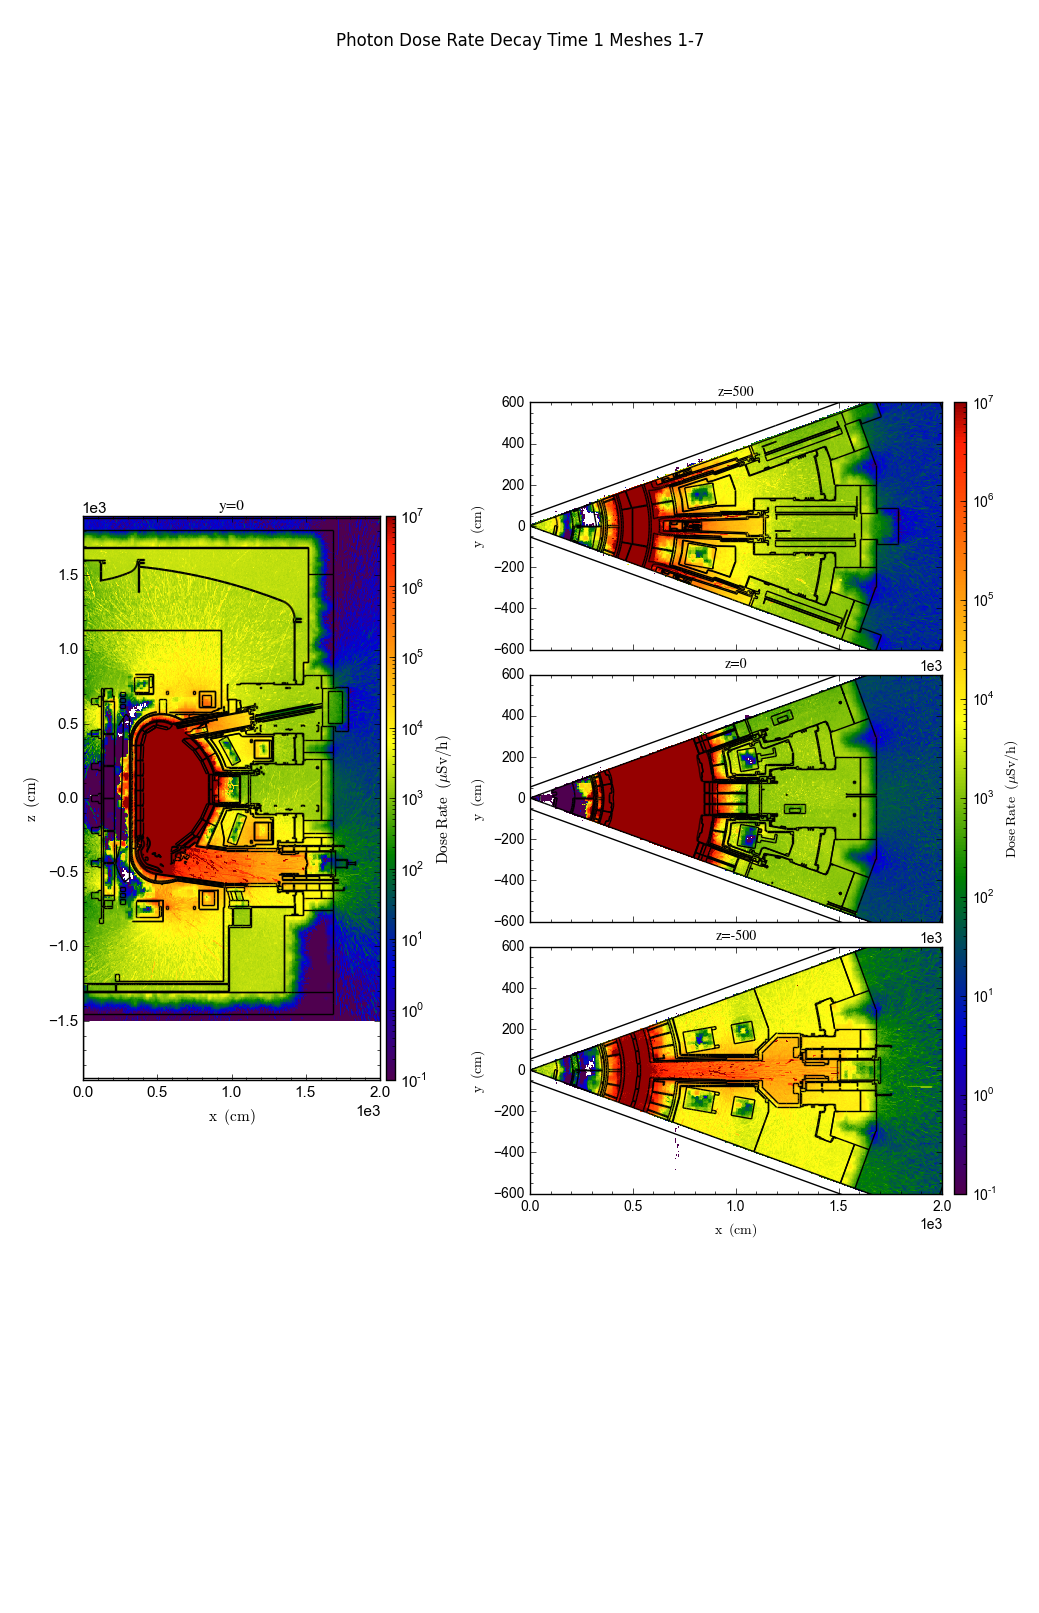 Photon Dose Rate Decay Time 1 Meshes 1-7
y=0
1e3
1.5
1.0
0.5
0.0
−0.5
−1.0
−1.5
z (cm)
0.0 0.5 1.0 1.5 2.0
1e3
x (cm)
10^7
10^6
10^5
10^4
10^3
10^2
10^1
10^0
10^-1
Dose Rate (μSv/h)
z=500
600
400
200
0
−200
−400
−600
y (cm)
1e3
z=0
600
400
200
0
−200
−400
−600
y (cm)
1e3
z=-500
600
400
200
0
−200
−400
−600
y (cm)
0.0 0.5 1.0 1.5 2.0
1e3
x (cm)
10^7
10^6
10^5
10^4
10^3
10^2
10^1
10^0
10^-1
Dose Rate (μSv/h)